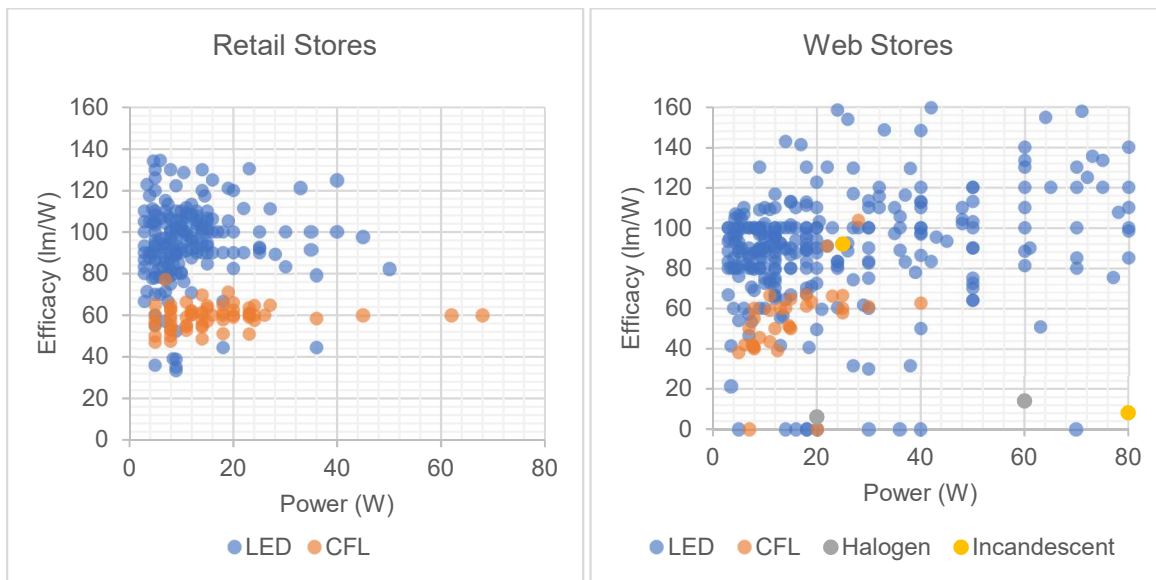 Retail Stores
160
140
120
100
80
60
40
20
0
Efficacy (lm/W)
0 20 40 60 80
Power (W)
LED CFL
Web Stores
160
140
120
100
80
60
40
20
0
Efficacy (lm/W)
0 20 40 60 80
Power (W)
LED CFL Halogen Incandescent